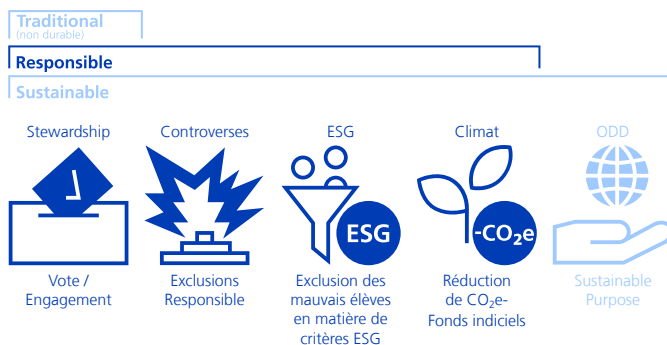 Traditional
(non durable)
Responsible
Sustainable
Stewardship
Controverses
ESG
Climat
ODD
ESG
-CO₂e
Vote /
Engagement
Exclusions
Responsible
Exclusion des
mauvais élèves
en matière de
critères ESG
Réduction
de CO₂e-
Fonds indiciels
Sustainable
Purpose